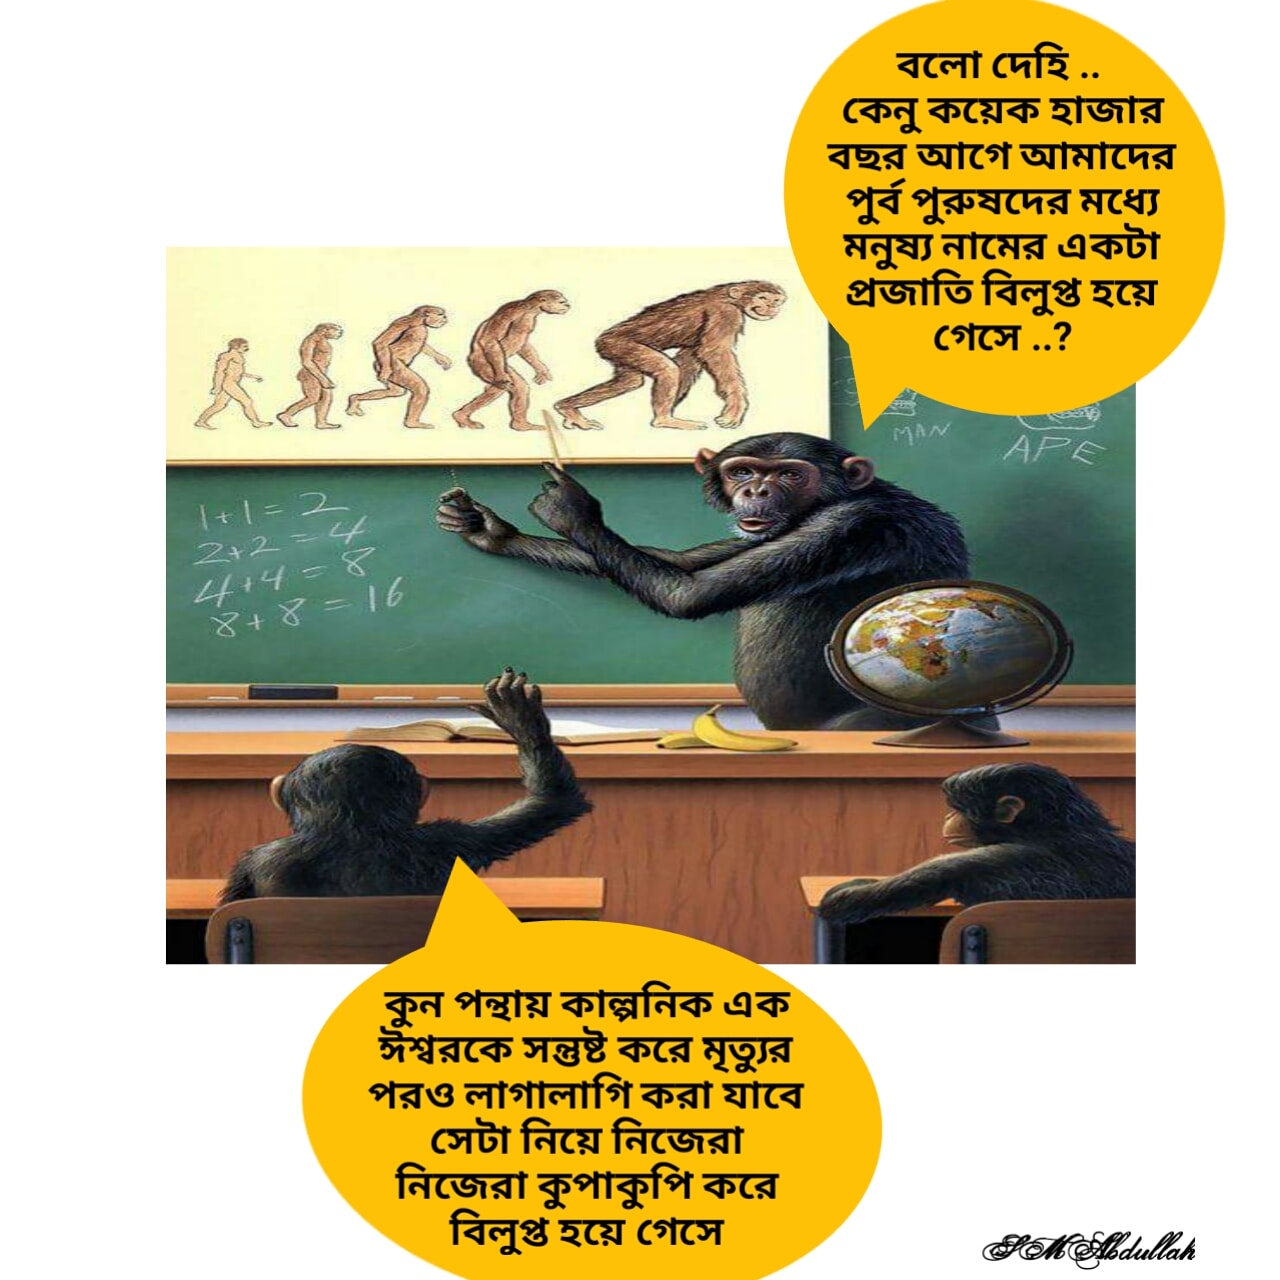 বলো দেহি ..
কেনু কয়েক হাজার
বছর আগে আমাদের
পুর্ব পুরুষদের মধ্যে
মনুষ্য নামের একটা
প্রজাতি বিলুপ্ত হয়ে
গেসে ..?
MAN
APE
1+1=2
2+2=4
4+4=8
8+8=16
কুন পন্থায় কাল্পনিক এক
ঈশ্বরকে সন্তুষ্ট করে মৃত্যুর
পরও লাগালাগি করা যাবে
সেটা নিয়ে নিজেরা
নিজেরা কুপাকুপি করে
বিলুপ্ত হয়ে গেসে
SM Abdullah